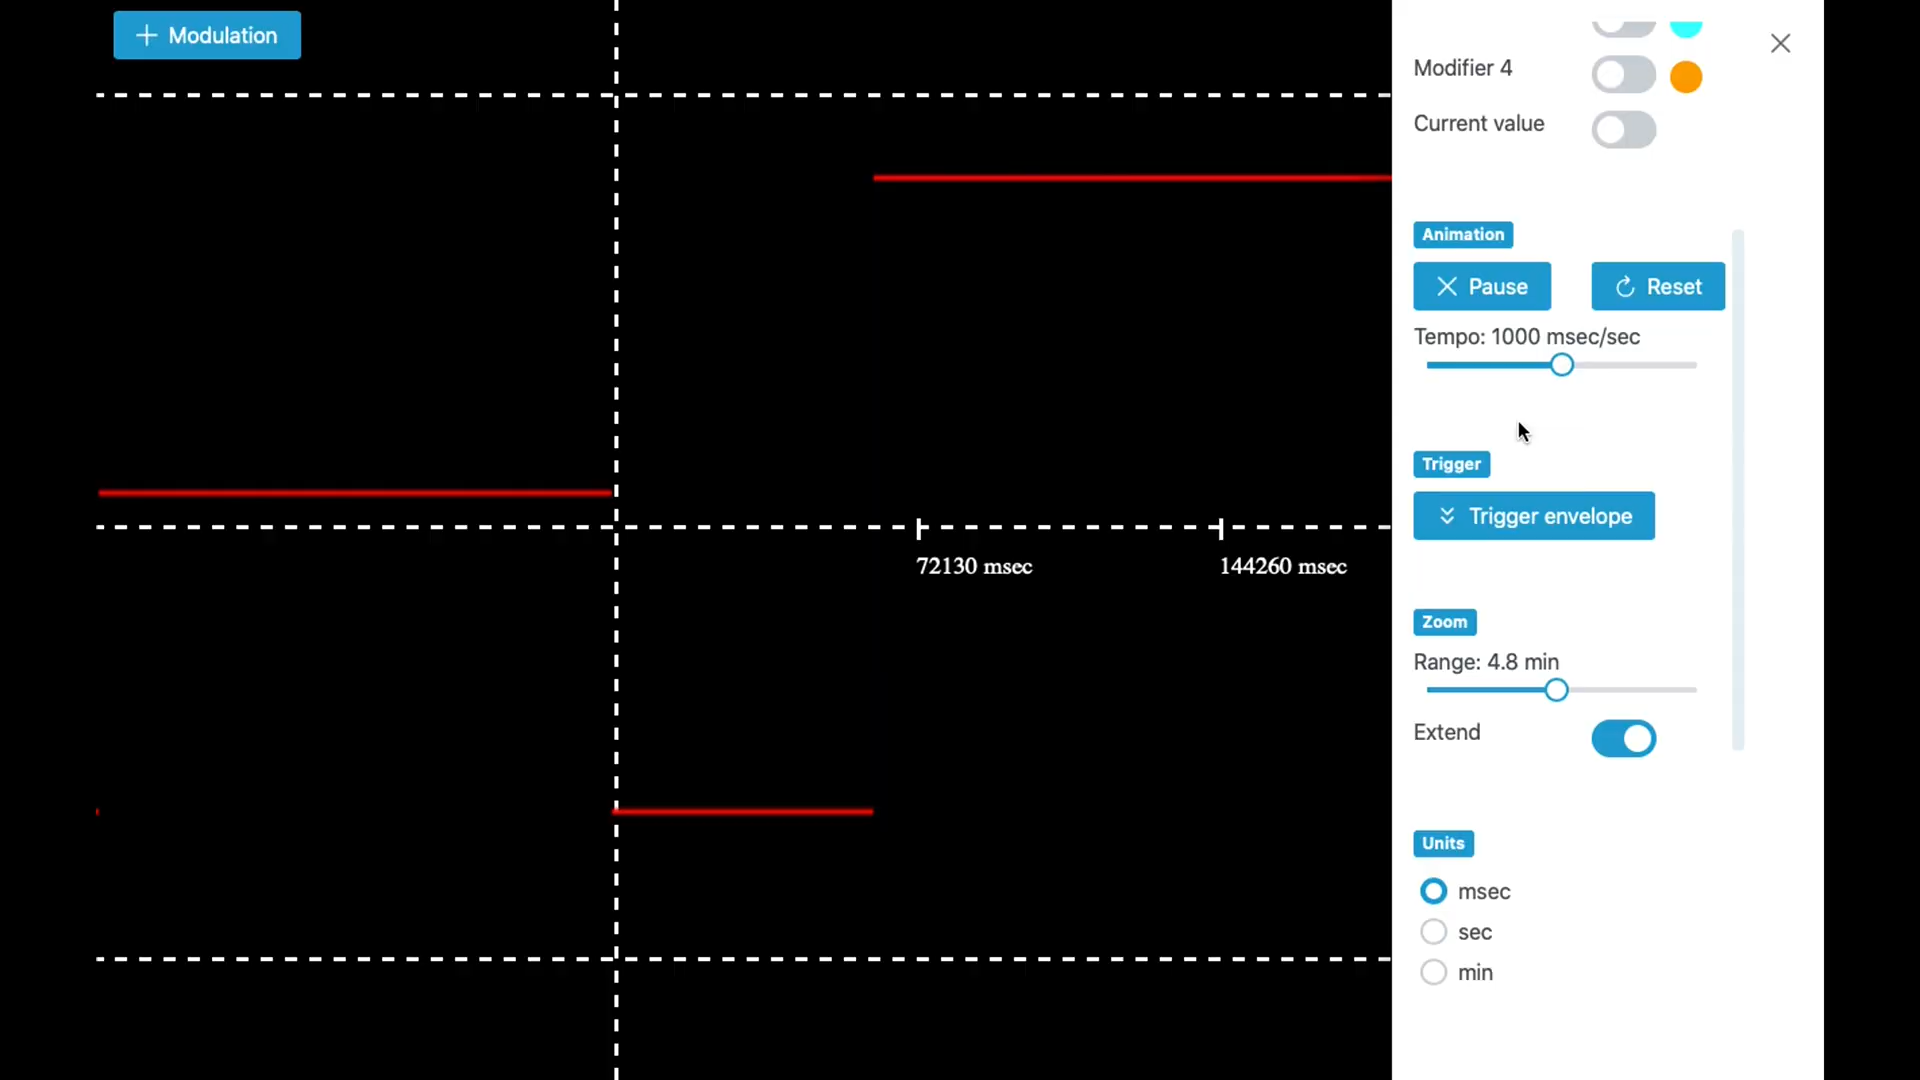 Modulation
Modifier 4
Current value
Animation
Pause
Reset
Tempo: 1000 msec/sec
Trigger
Trigger envelope
72130 msec
144260 msec
Zoom
Range: 4.8 min
Extend
Units
msec
sec
min